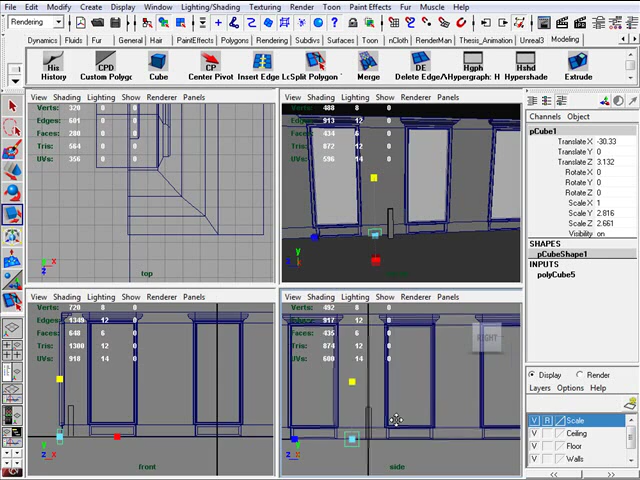 File Edit Modify Create Display Window Lighting/Shading Texturing Render Toon Paint Effects Fur Muscle Help
Rendering
Dynamics Fluids Fur Hair PaintEffects Polygons Rendering Subdivs Surfaces Toon nCloth RenderMan Thesis_Animation Unreal3 Modeling
His CPD CP DE Hgph Hshd
History Custom Polygo Cube Center Pivot Insert Edge Lo Split Polygon T Merge Delete Edge/V Hypergraph: H Hypershade Extrude
View Shading Lighting Show Renderer Panels
Verts: 320 0 0
Edges: 601 0 0
Faces: 280 0 0
Tris: 564 0 0
UVs: 356 0 0
top
View Shading Lighting Show Renderer Panels
Verts: 488 8 0
Edges: 913 12 0
Faces: 434 6 0
Tris: 872 12 0
UVs: 596 14 0
View Shading Lighting Show Renderer Panels
Verts: 720 8 0
Edges: 1349 12 0
Faces: 648 6 0
Tris: 1300 12 0
UVs: 918 14 0
front
View Shading Lighting Show Renderer Panels
Verts: 492 8 0
Edges: 917 12 0
Faces: 435 6 0
Tris: 874 12 0
UVs: 600 14 0
RIGHT
side
Channels Object
pCube1
Translate X -30.33
Translate Y 0
Translate Z 3.132
Rotate X 0
Rotate Y 0
Rotate Z 0
Scale X 1
Scale Y 2.816
Scale Z 2.661
Visibility on
SHAPES
pCubeShape1
INPUTS
polyCube5
Display Render
Layers Options Help
V R Scale
V Ceiling
V Floor
V Walls